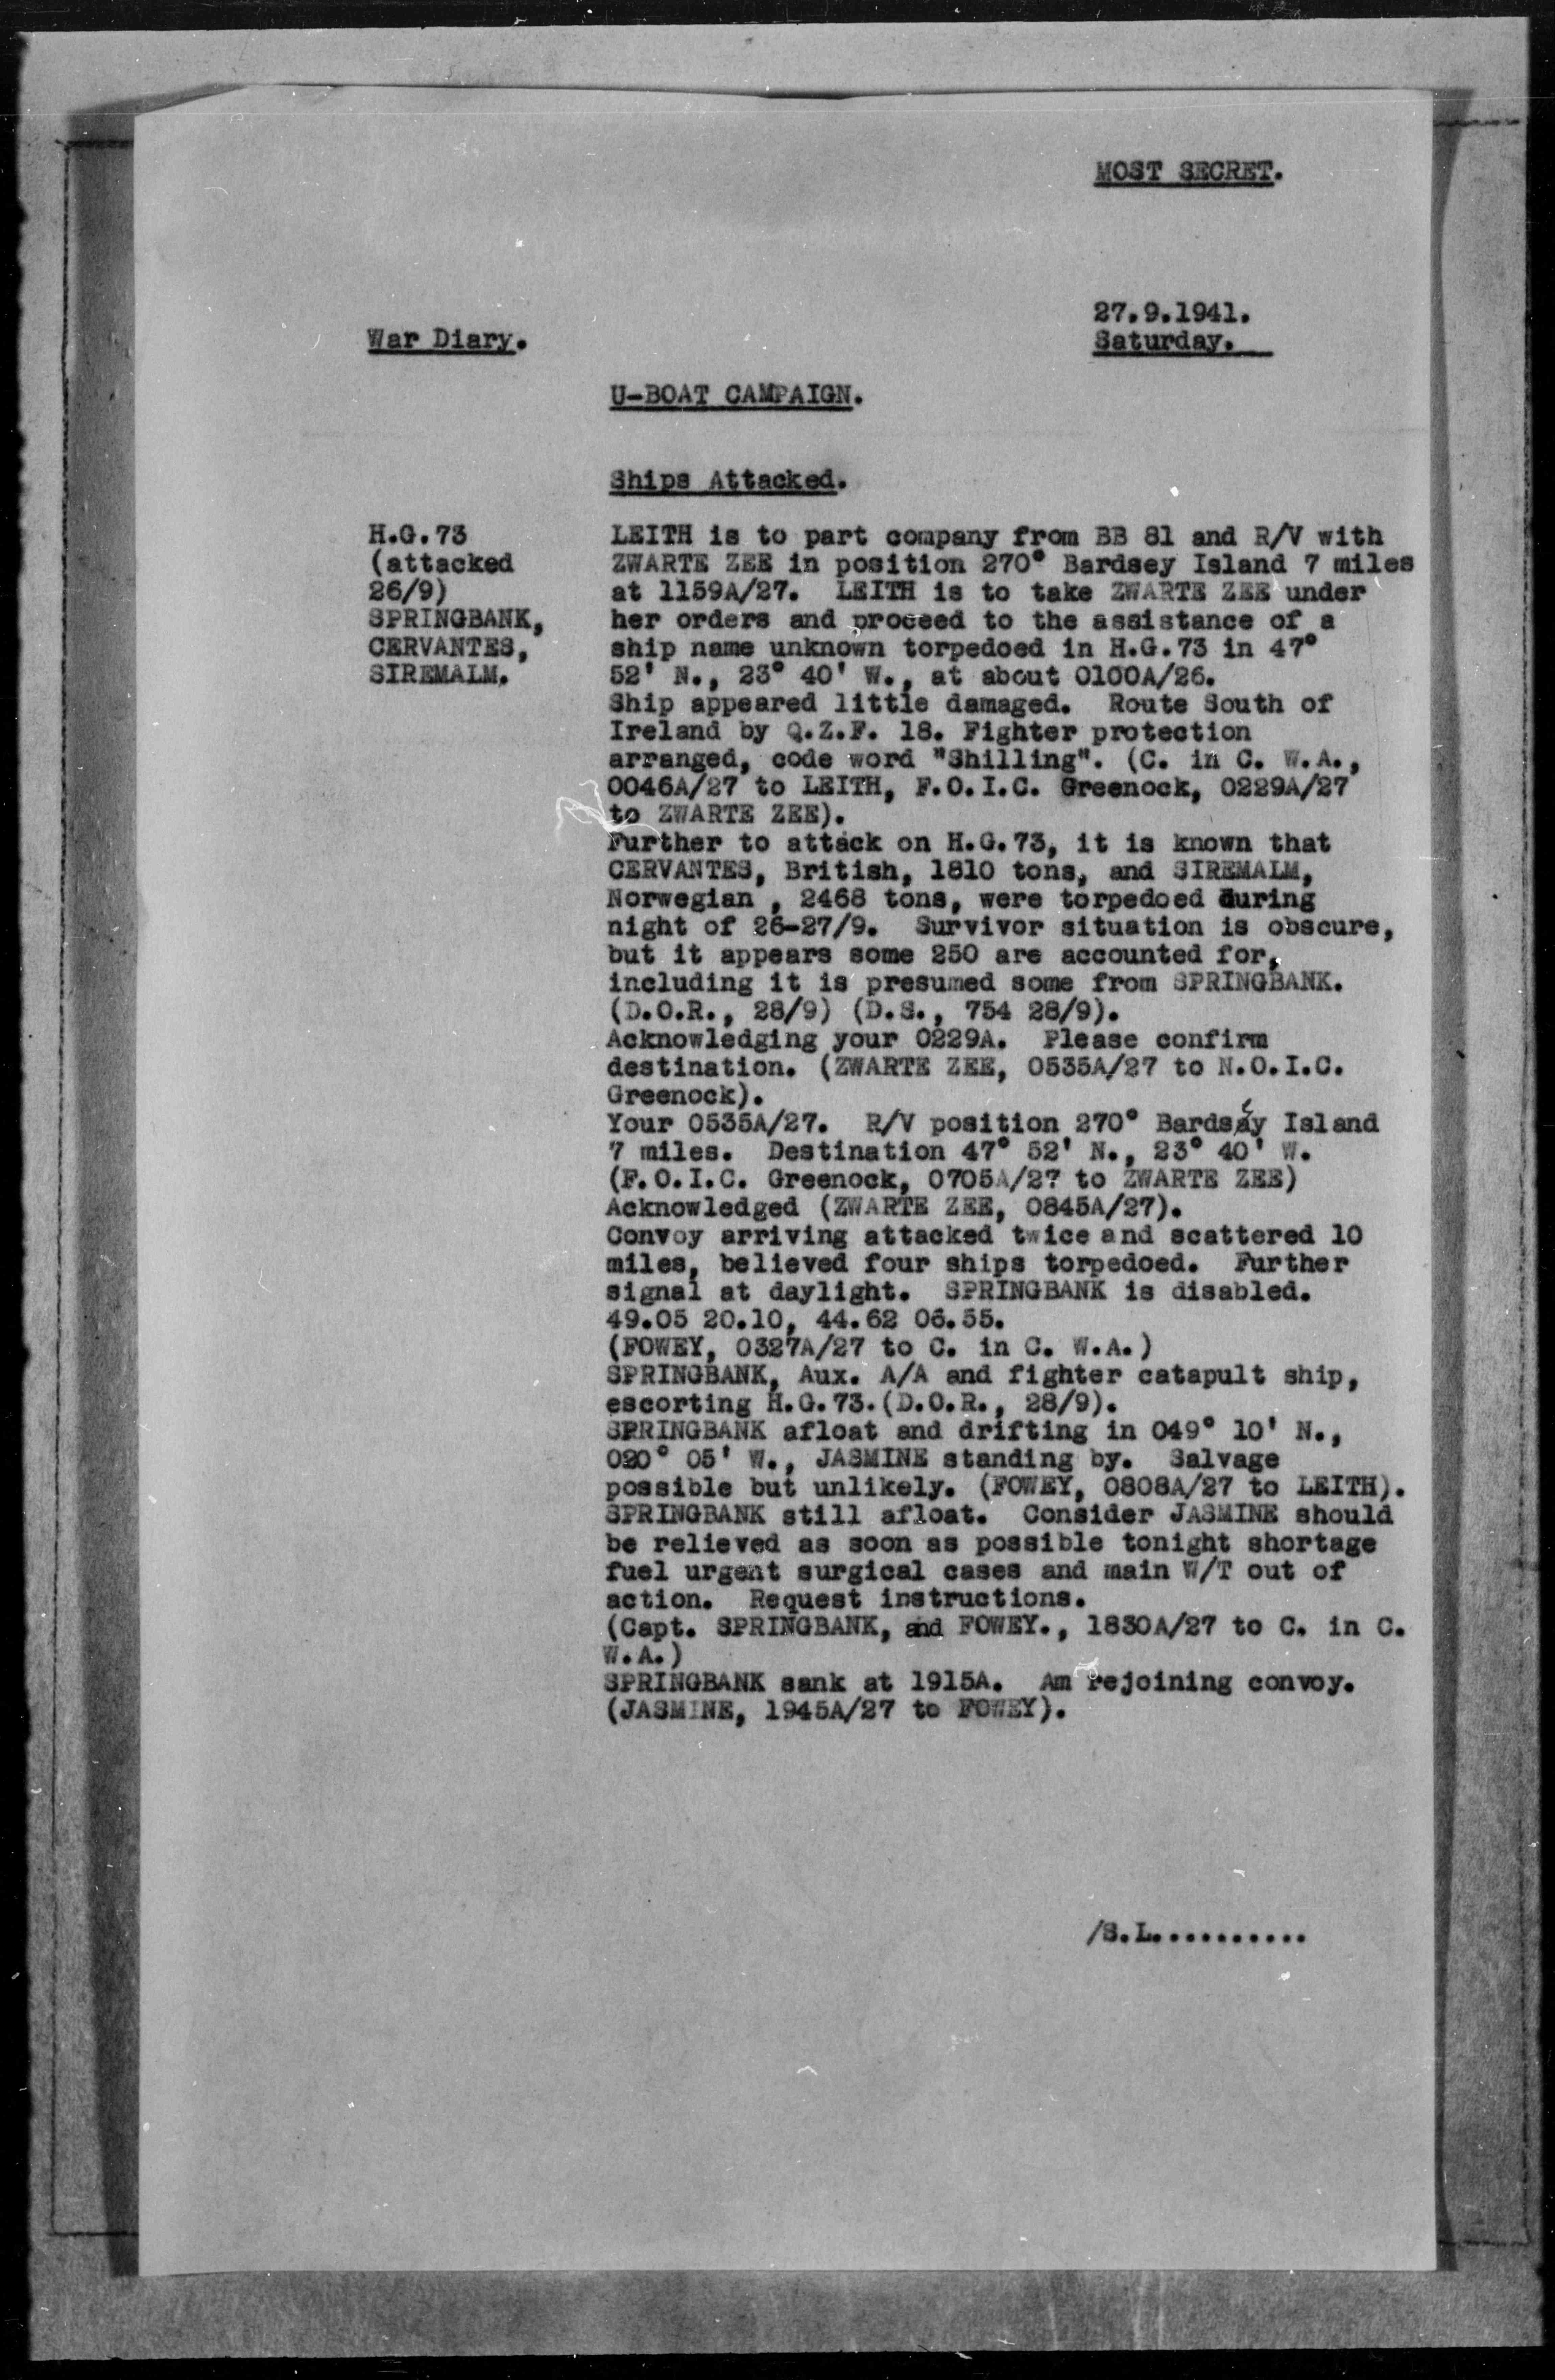 MOST SECRET.
27.9.1941.
War Diary.
Saturday.
U-BOAT CAMPAIGN.
Ships Attacked.
H.G.73
(attacked
26/9)
SPRINGBANK,
CERVANTES,
SIREMALM.
LEITH is to part company from BB 81 and R/V with
ZWARTE ZEE in position 270° Bardsey Island 7 miles
at 1159A/27. LEITH is to take ZWARTE ZEE under
her orders and proceed to the assistance of a
ship name unknown torpedoed in H.G.73 in 47°
52' N., 23° 40' W., at about 0100A/26.
Ship appeared little damaged. Route South of
Ireland by Q.Z.F. 18. Fighter protection
arranged, code word "Shilling". (C. in C. W.A.,
0046A/27 to LEITH, F.O.I.C. Greenock, 0229A/27
to ZWARTE ZEE).
Further to attack on H.G.73, it is known that
CERVANTES, British, 1810 tons, and SIREMALM,
Norwegian , 2468 tons, were torpedoed during
night of 26-27/9. Survivor situation is obscure,
but it appears some 250 are accounted for,
including it is presumed some from SPRINGBANK.
(D.O.R., 28/9) (D.S., 754 28/9).
Acknowledging your 0229A. Please confirm
destination. (ZWARTE ZEE, 0535A/27 to N.O.I.C.
Greenock).
Your 0535A/27. R/V position 270° Bardsey Island
7 miles. Destination 47° 52' N., 23° 40' W.
(F.O.I.C. Greenock, 0705A/27 to ZWARTE ZEE)
Acknowledged (ZWARTE ZEE, 0845A/27).
Convoy arriving attacked twice and scattered 10
miles, believed four ships torpedoed. Further
signal at daylight. SPRINGBANK is disabled.
49.05 20.10, 44.62 06.55.
(FOWEY, 0327A/27 to C. in C. W.A.)
SPRINGBANK, Aux. A/A and fighter catapult ship,
escorting H.G.73.(D.O.R., 28/9).
SPRINGBANK afloat and drifting in 049° 10' N.,
020° 05' W., JASMINE standing by. Salvage
possible but unlikely. (FOWEY, 0808A/27 to LEITH).
SPRINGBANK still afloat. Consider JASMINE should
be relieved as soon as possible tonight shortage
fuel urgent surgical cases and main W/T out of
action. Request instructions.
(Capt. SPRINGBANK, and FOWEY., 1830A/27 to C. in C.
W.A.)
SPRINGBANK sank at 1915A. Am rejoining convoy.
(JASMINE, 1945A/27 to FOWEY).
/S.L...........